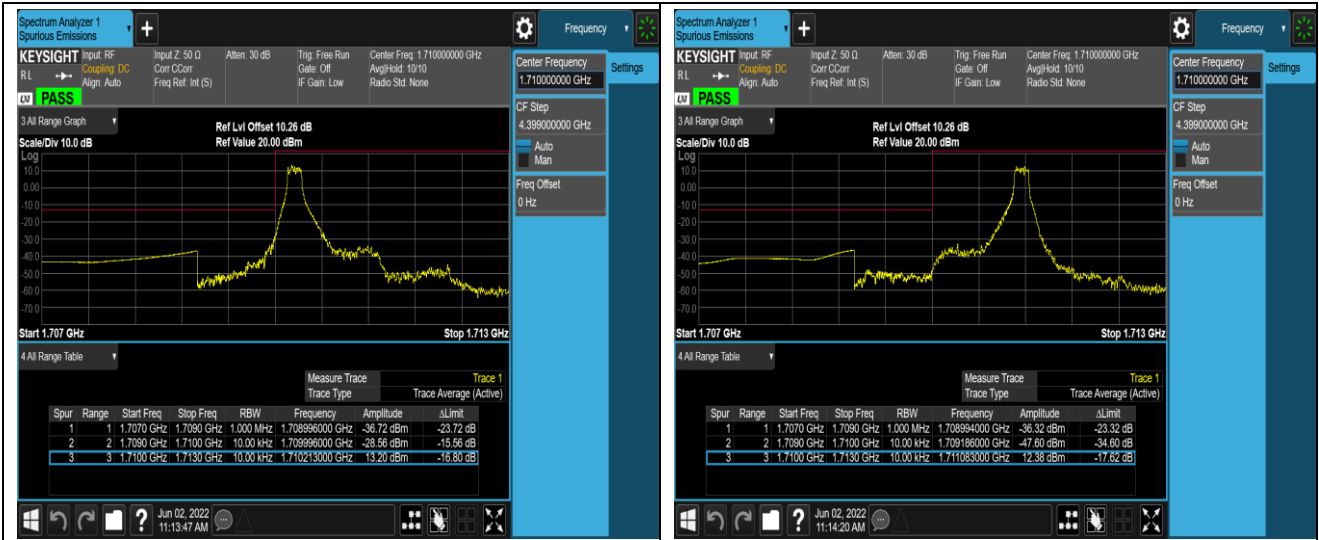 Spectrum Analyzer 1
Spurious Emissions
+
Frequency
KEYSIGHT Input: RF Input Z: 50 Ω Atten: 30 dB Trig: Free Run Center Freq: 1.710000000 GHz
R L Coupling: DC Corr CCorr Gate: Off Avg|Hold: 10/10
Align: Auto Freq Ref: Int (S) IF Gain: Low Radio Std: None
LXI PASS
Center Frequency
1.710000000 GHz
Settings
CF Step
4.399000000 GHz
Auto
Man
Freq Offset
0 Hz
3 All Range Graph
Ref Lvl Offset 10.26 dB
Scale/Div 10.0 dB Ref Value 20.00 dBm
Log
10.0
0.00
-10.0
-20.0
-30.0
-40.0
-50.0
-60.0
-70.0
Start 1.707 GHz Stop 1.713 GHz
4 All Range Table
Measure Trace Trace 1
Trace Type Trace Average (Active)
Spur Range Start Freq Stop Freq RBW Frequency Amplitude ΔLimit
1 1 1.7070 GHz 1.7090 GHz 1.000 MHz 1.708996000 GHz -36.72 dBm -23.72 dB
2 2 1.7090 GHz 1.7100 GHz 10.00 kHz 1.709996000 GHz -28.56 dBm -15.56 dB
3 3 1.7100 GHz 1.7130 GHz 10.00 kHz 1.710213000 GHz 13.20 dBm -16.80 dB
?
Jun 02, 2022
11:13:47 AM
Spectrum Analyzer 1
Spurious Emissions
+
Frequency
KEYSIGHT Input: RF Input Z: 50 Ω Atten: 30 dB Trig: Free Run Center Freq: 1.710000000 GHz
R L Coupling: DC Corr CCorr Gate: Off Avg|Hold: 10/10
Align: Auto Freq Ref: Int (S) IF Gain: Low Radio Std: None
LXI PASS
Center Frequency
1.710000000 GHz
Settings
CF Step
4.399000000 GHz
Auto
Man
Freq Offset
0 Hz
3 All Range Graph
Ref Lvl Offset 10.26 dB
Scale/Div 10.0 dB Ref Value 20.00 dBm
Log
10.0
0.00
-10.0
-20.0
-30.0
-40.0
-50.0
-60.0
-70.0
Start 1.707 GHz Stop 1.713 GHz
4 All Range Table
Measure Trace Trace 1
Trace Type Trace Average (Active)
Spur Range Start Freq Stop Freq RBW Frequency Amplitude ΔLimit
1 1 1.7070 GHz 1.7090 GHz 1.000 MHz 1.708994000 GHz -36.32 dBm -23.32 dB
2 2 1.7090 GHz 1.7100 GHz 10.00 kHz 1.709186000 GHz -47.60 dBm -34.60 dB
3 3 1.7100 GHz 1.7130 GHz 10.00 kHz 1.711083000 GHz 12.38 dBm -17.62 dB
?
Jun 02, 2022
11:14:20 AM